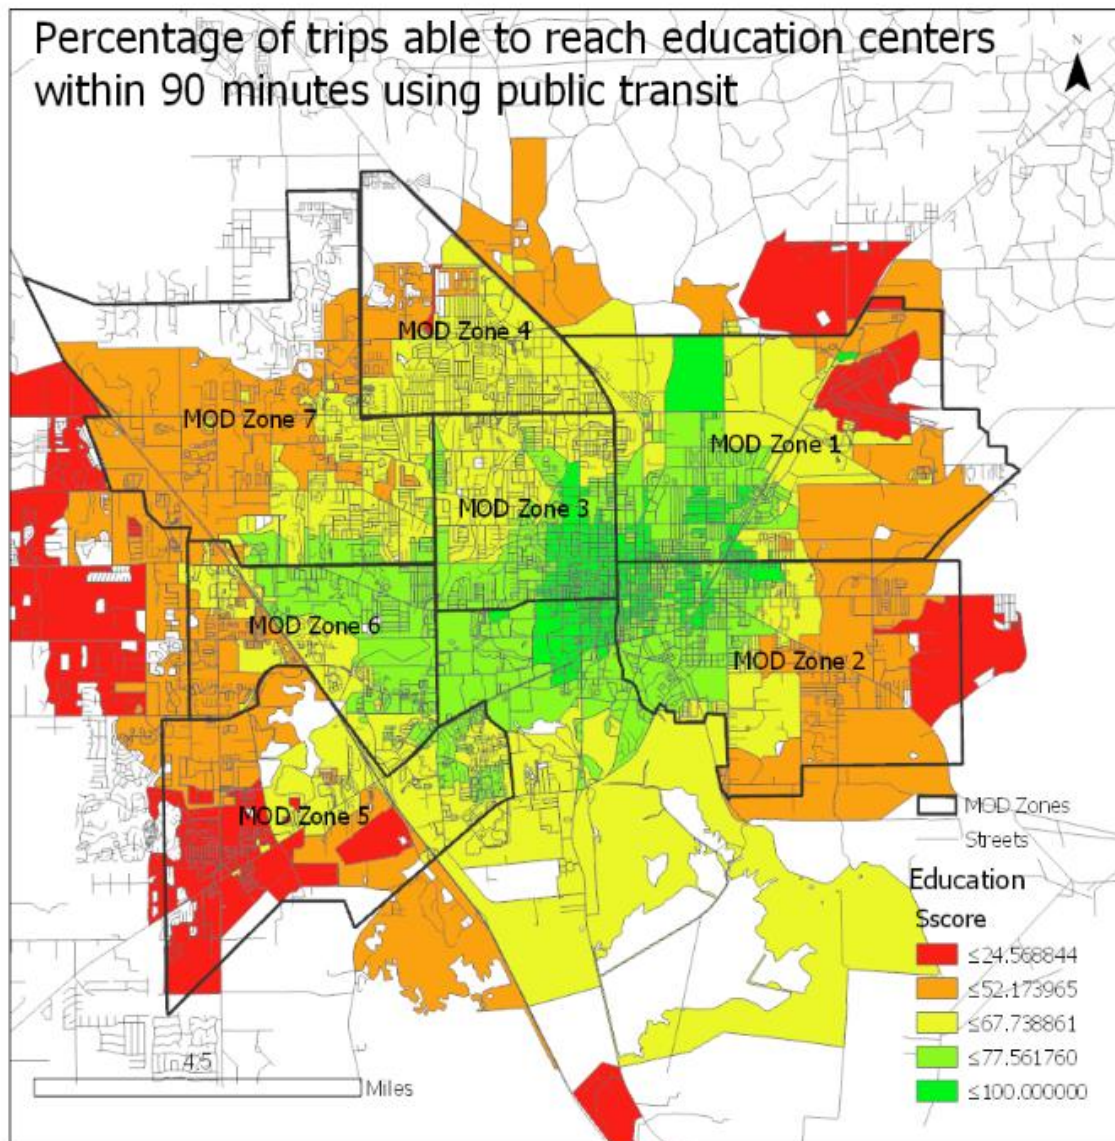 Percentage of trips able to reach education centers
within 90 minutes using public transit
N
MOD Zone 4
MOD Zone 7
MOD Zone 1
MOD Zone 3
MOD Zone 6
MOD Zone 2
MOD Zone 5
MOD Zones
Streets
Education
Sscore
≤24.568844
≤52.173965
≤67.738861
≤77.561760
≤100.000000
4.5
Miles